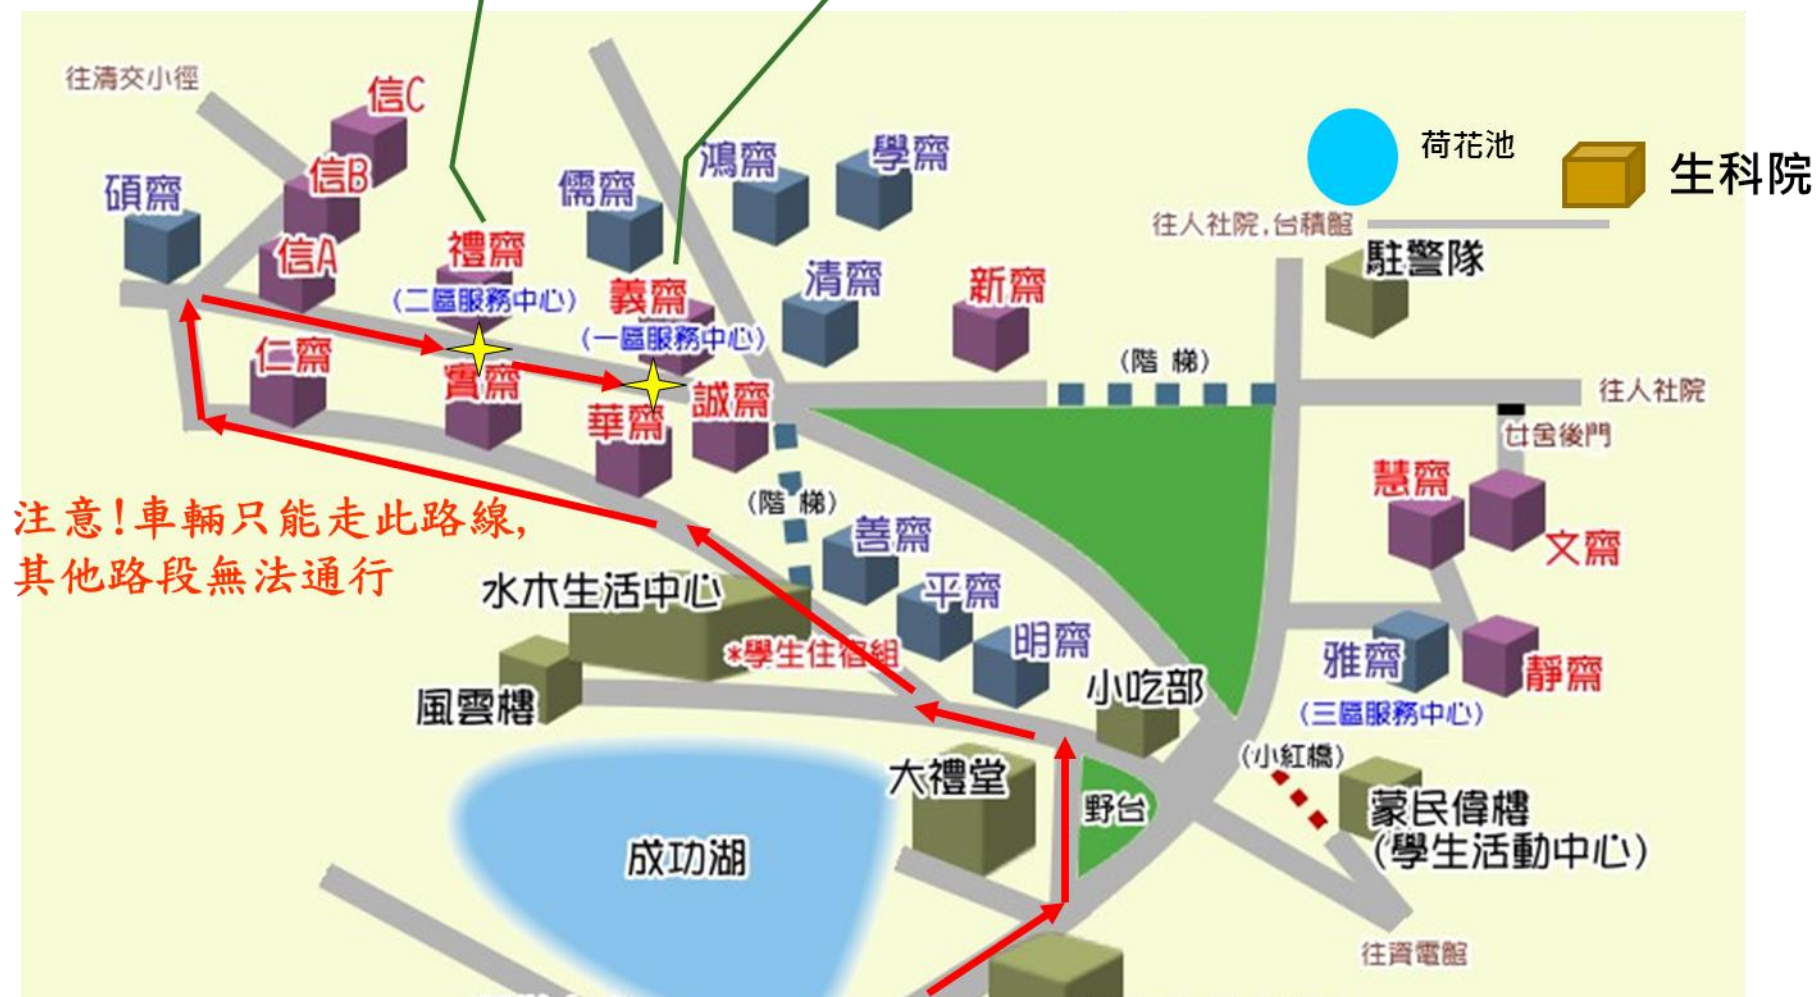 往清交小徑
信C
信B
信A
碩齋
禮齋
(二區服務中心)
儒齋
鴻齋
學齋
義齋
(一區服務中心)
清齋
新齋
荷花池
生科院
往人社院,台積館
駐警隊
仁齋
實齋
華齋
誠齋
(階 梯)
往人社院
廿舍後門
慧齋
文齋
(階 梯)
注意!車輛只能走此路線,
其他路段無法通行
善齋
平齋
明齋
水木生活中心
*學生住宿組
風雲樓
小吃部
雅齋
(三區服務中心)
靜齋
(小紅橋)
大禮堂
野台
蒙民偉樓
(學生活動中心)
成功湖
往資電館